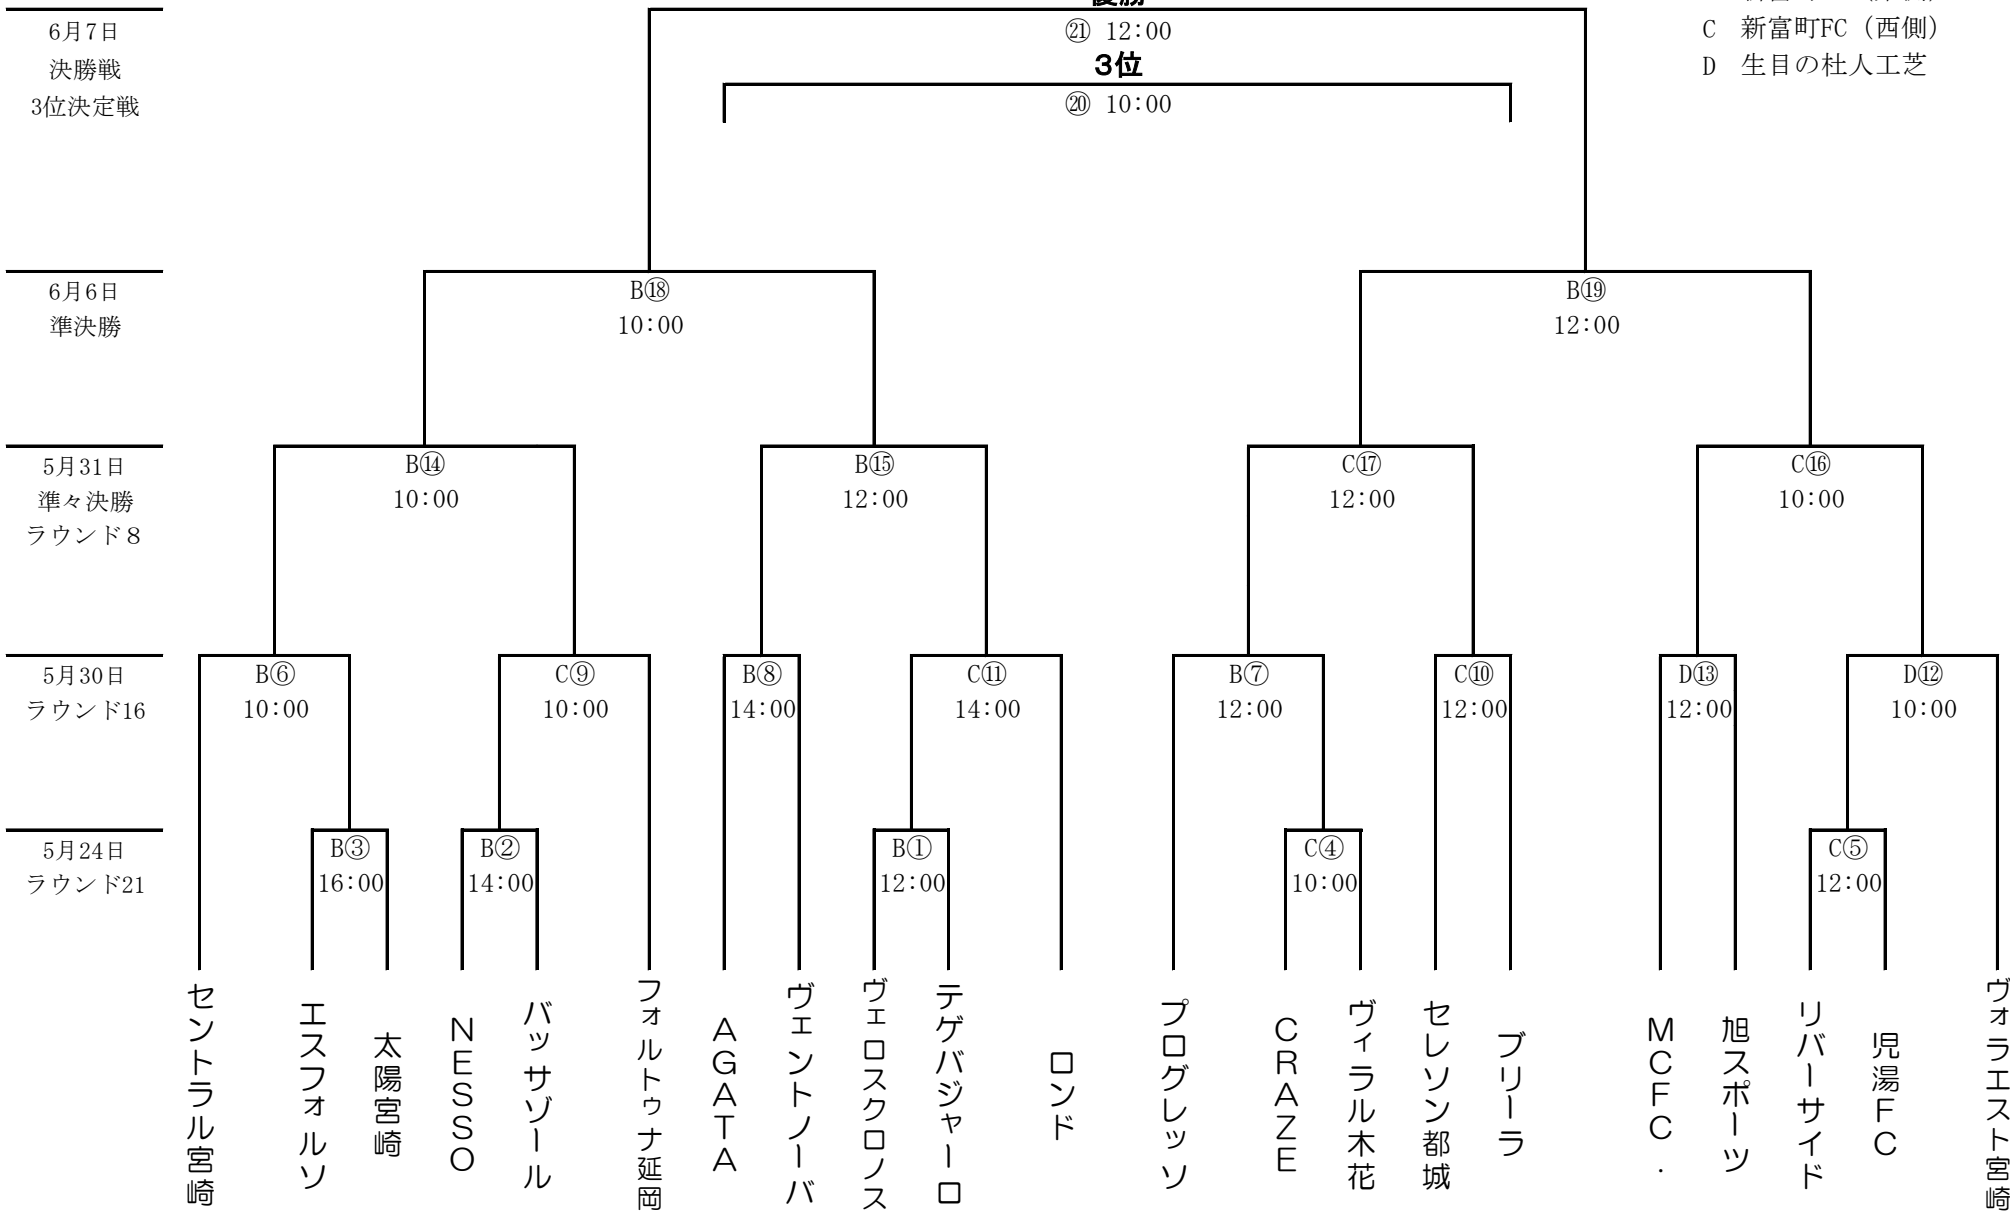 優勝
6月7日
決勝戦
3位決定戦
㉑ 12:00
3位
⑳ 10:00
C 新富町FC（西側）
D 生目の杜人工芝
6月6日
準決勝
B⑱
10:00
B⑲
12:00
5月31日
準々決勝
ラウンド8
B⑭
10:00
B⑮
12:00
C⑰
12:00
C⑯
10:00
5月30日
ラウンド16
B⑥
10:00
C⑨
10:00
B⑧
14:00
C⑪
14:00
B⑦
12:00
C⑩
12:00
D⑬
12:00
D⑫
10:00
5月24日
ラウンド21
B③
16:00
B②
14:00
B①
12:00
C④
10:00
C⑤
12:00
セントラル宮崎
エスフォルソ
太陽宮崎
NESSO
バッサゾール
フォルトゥナ延岡
AGATA
ヴェントノーバ
ヴェロスクロノス
テゲバジャーロ
ロンド
プログレッソ
CRAZE
ヴィラル木花
セレソン都城
ブリーラ
MCFC.
旭スポーツ
リバーサイド
児湯FC
ヴォラエスト宮崎